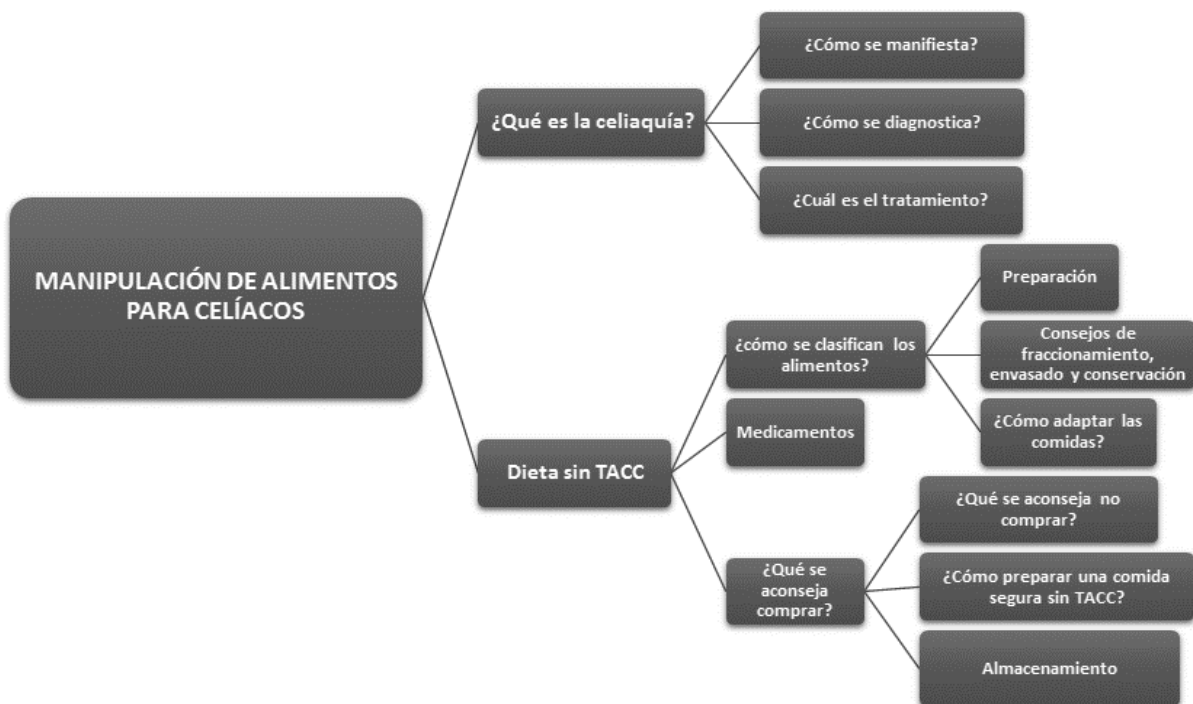 MANIPULACIÓN DE ALIMENTOS
PARA CELÍACOS
¿Qué es la celiaquía?
¿Cómo se manifiesta?
¿Cómo se diagnostica?
¿Cuál es el tratamiento?
Dieta sin TACC
¿cómo se clasifican los
alimentos?
Preparación
Consejos de
fraccionamiento,
envasado y conservación
¿Cómo adaptar las
comidas?
Medicamentos
¿Qué se
aconseja
comprar?
¿Qué se aconseja no
comprar?
¿Cómo preparar una comida
segura sin TACC?
Almacenamiento